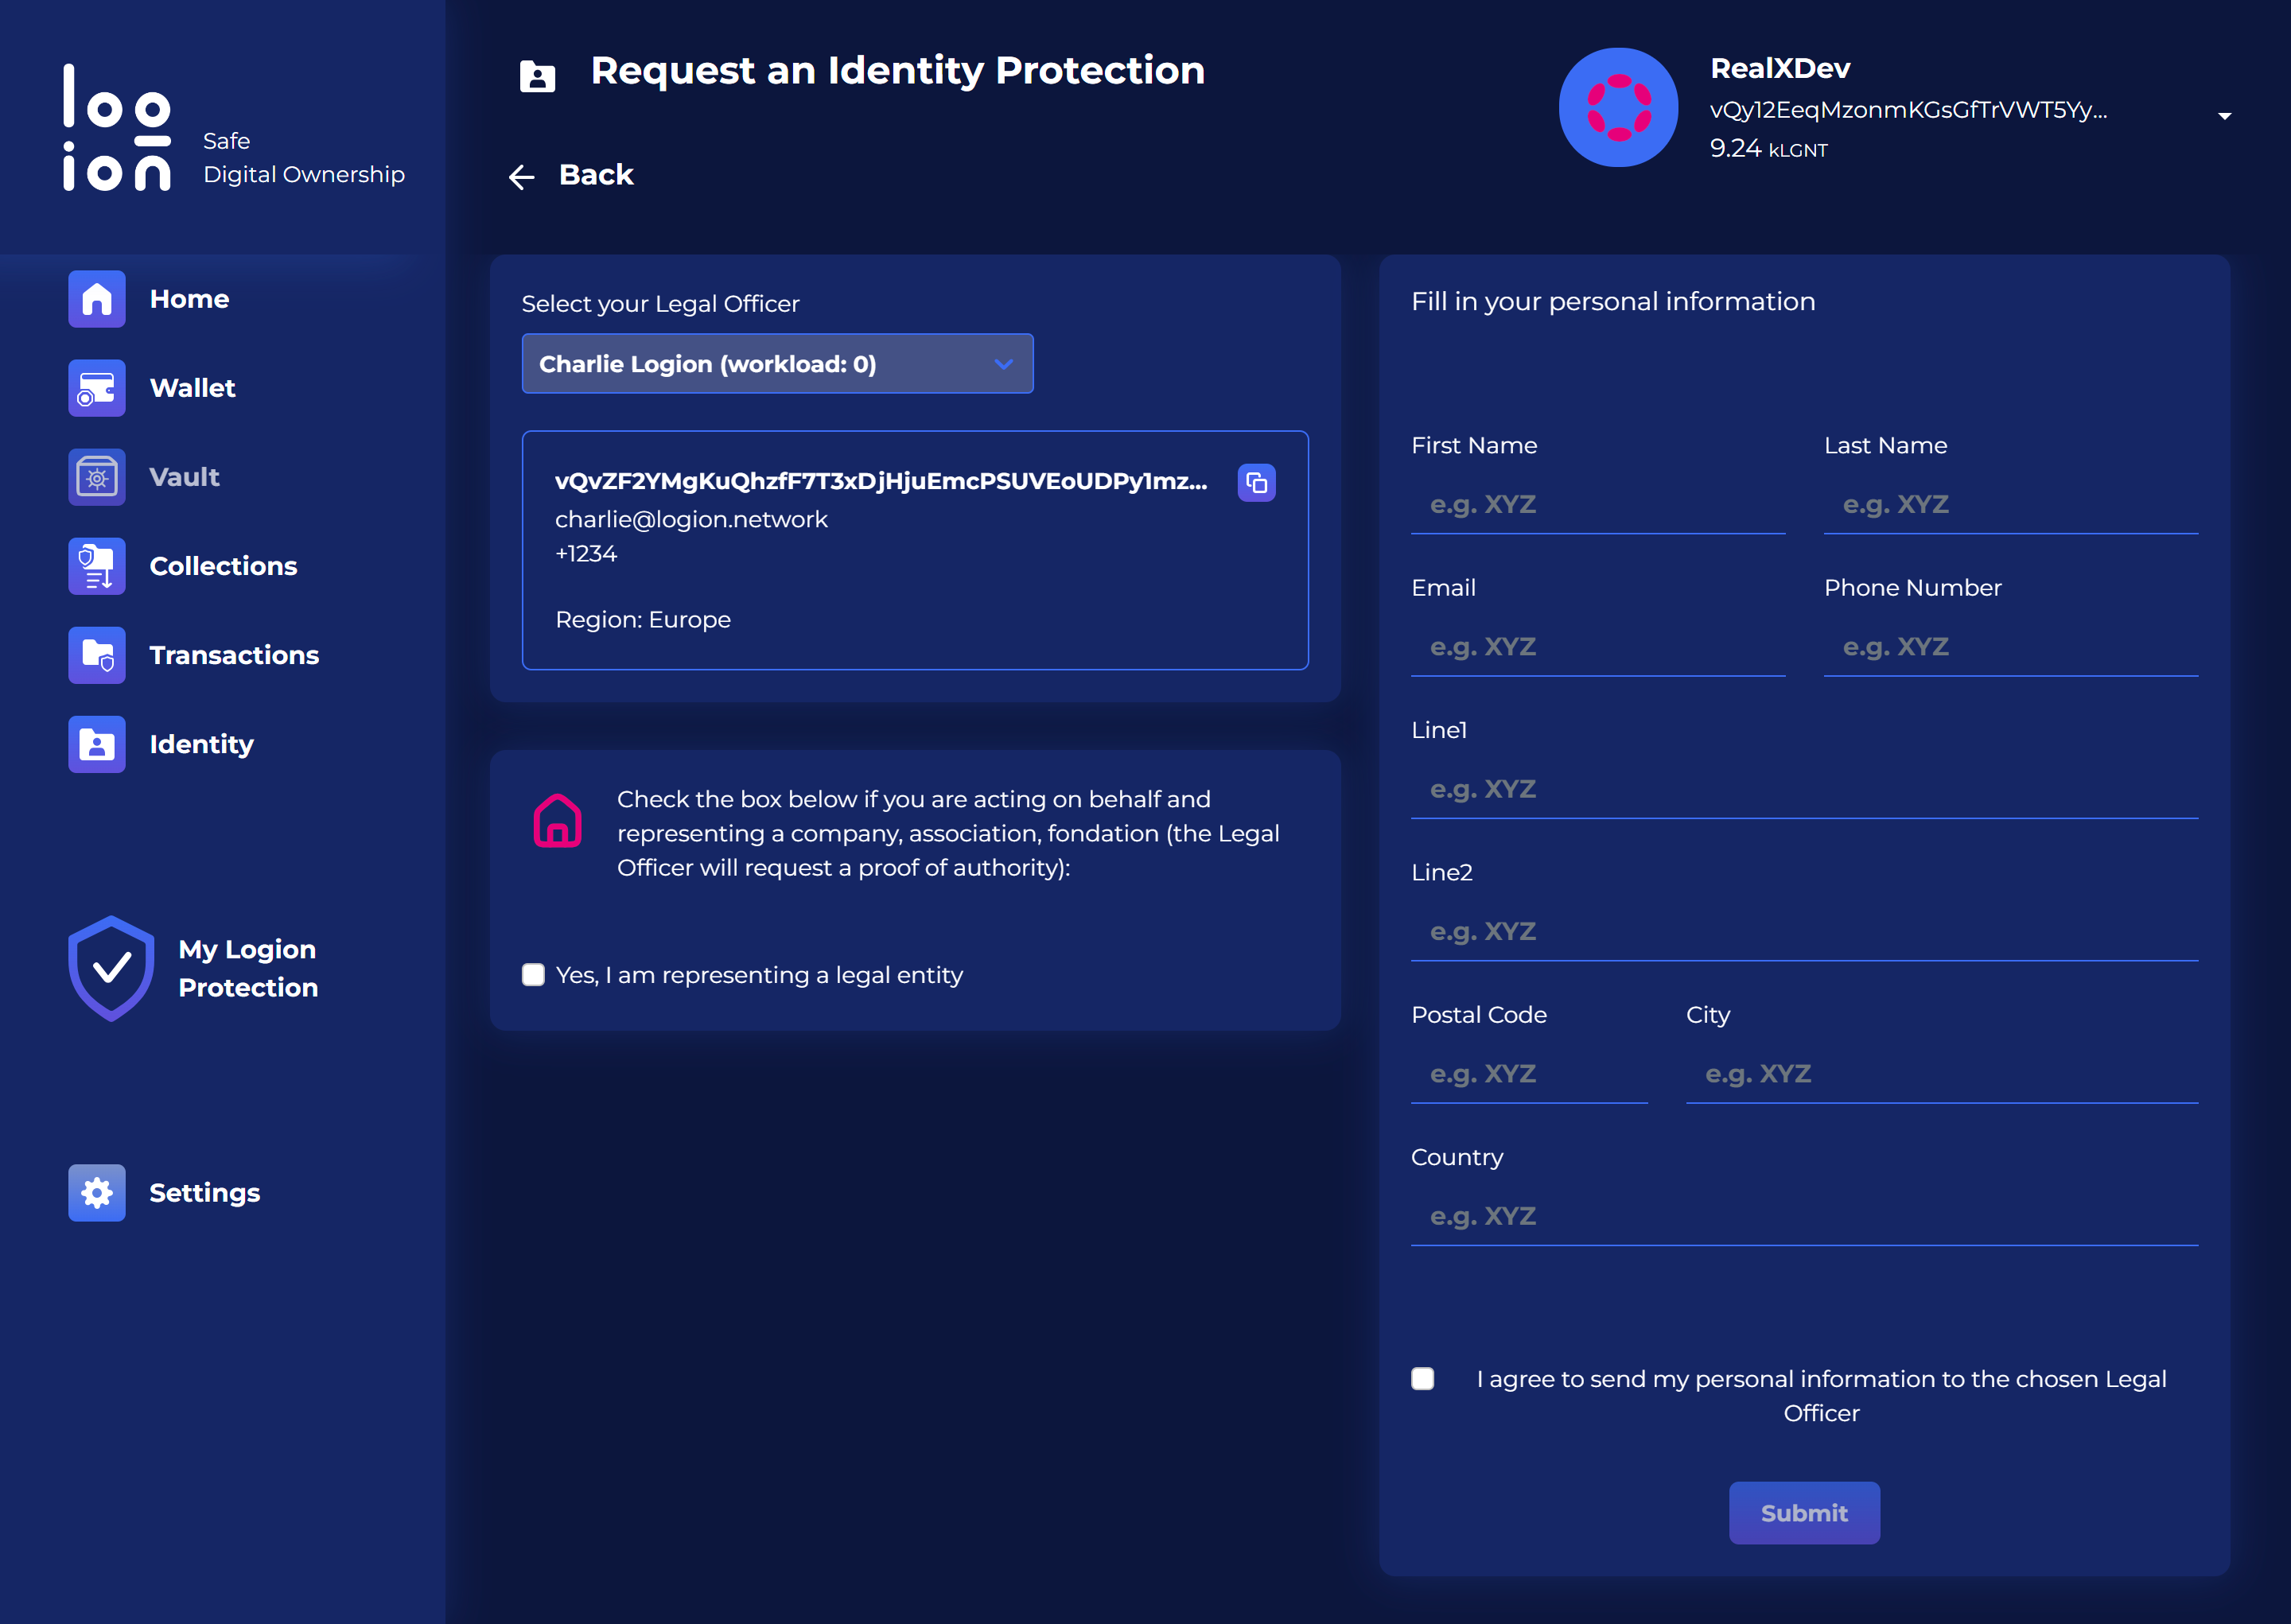 logion
Safe
Digital Ownership
Home
Wallet
Vault
Collections
Transactions
Identity
My Logion
Protection
Settings
Request an Identity Protection
Back
RealXDev
vQy12EeqMzonmKGsGfTrVWT5Yy...
9.24 kLGNT
Select your Legal Officer
Charlie Logion (workload: 0)
vQvZF2YMgKuQhzfF7T3xDjHjuEmcPSUVEoUDPy1mz...
charlie@logion.network
+1234
Region: Europe
Check the box below if you are acting on behalf and
representing a company, association, fondation (the Legal
Officer will request a proof of authority):
Yes, I am representing a legal entity
Fill in your personal information
First Name
Last Name
e.g. XYZ
e.g. XYZ
Email
Phone Number
e.g. XYZ
e.g. XYZ
Line1
e.g. XYZ
Line2
e.g. XYZ
Postal Code
City
e.g. XYZ
e.g. XYZ
Country
e.g. XYZ
I agree to send my personal information to the chosen Legal
Officer
Submit